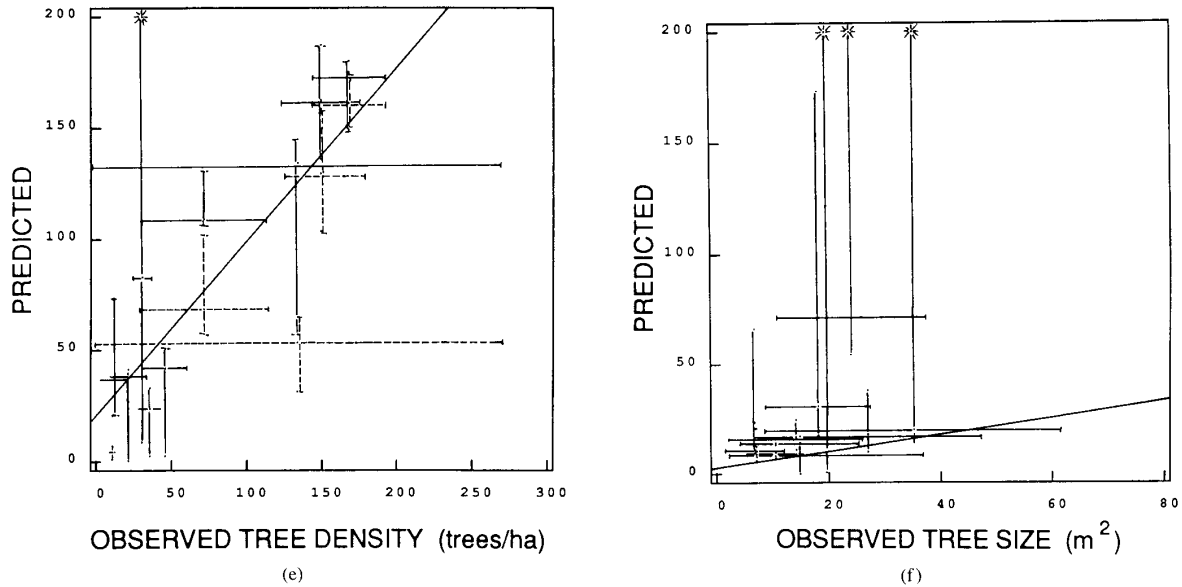 200
150
100
50
0
PREDICTED
0 50 100 150 200 250 300
OBSERVED TREE DENSITY (trees/ha)
(e)
200
150
100
50
0
PREDICTED
0 20 40 60 80
OBSERVED TREE SIZE (m²)
(f)